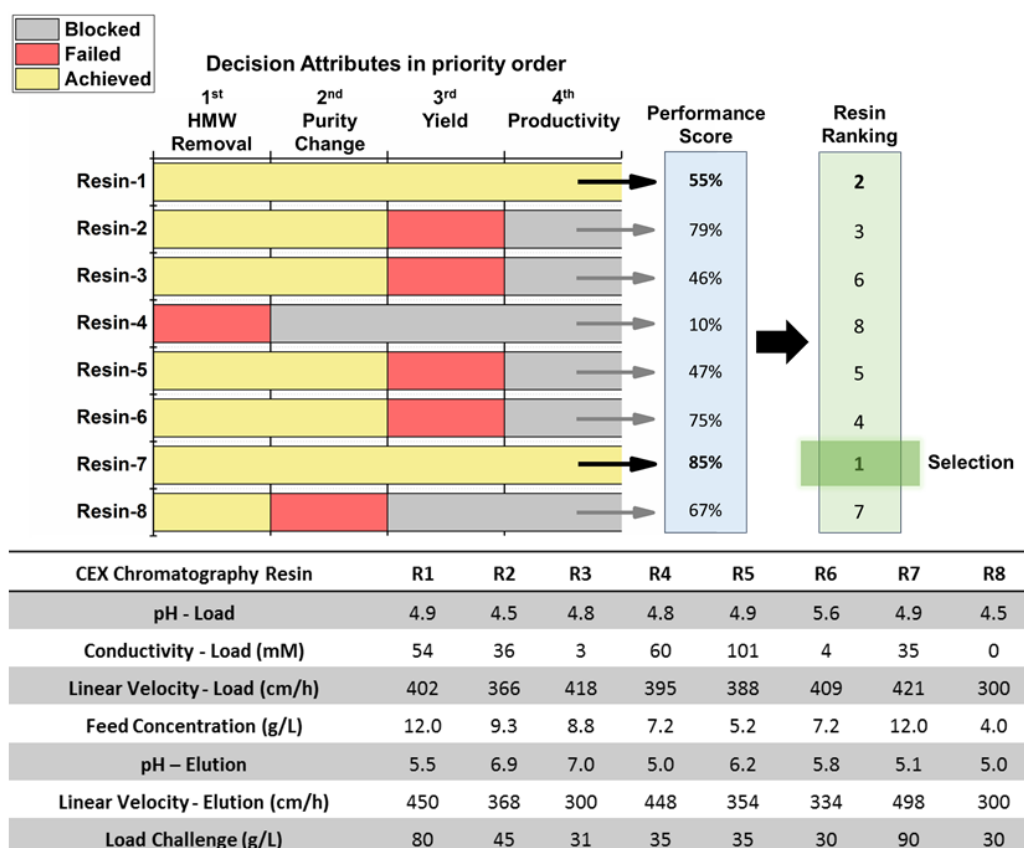 Blocked
Failed
Achieved
Decision Attributes in priority order
1st HMW Removal
2nd Purity Change
3rd Yield
4th Productivity
Performance Score
Resin Ranking
Resin-1 55% 2
Resin-2 79% 3
Resin-3 46% 6
Resin-4 10% 8
Resin-5 47% 5
Resin-6 75% 4
Resin-7 85% 1 Selection
Resin-8 67% 7
CEX Chromatography Resin R1 R2 R3 R4 R5 R6 R7 R8
pH - Load 4.9 4.5 4.8 4.8 4.9 5.6 4.9 4.5
Conductivity - Load (mM) 54 36 3 60 101 4 35 0
Linear Velocity - Load (cm/h) 402 366 418 395 388 409 421 300
Feed Concentration (g/L) 12.0 9.3 8.8 7.2 5.2 7.2 12.0 4.0
pH – Elution 5.5 6.9 7.0 5.0 6.2 5.8 5.1 5.0
Linear Velocity - Elution (cm/h) 450 368 300 448 354 334 498 300
Load Challenge (g/L) 80 45 31 35 35 30 90 30